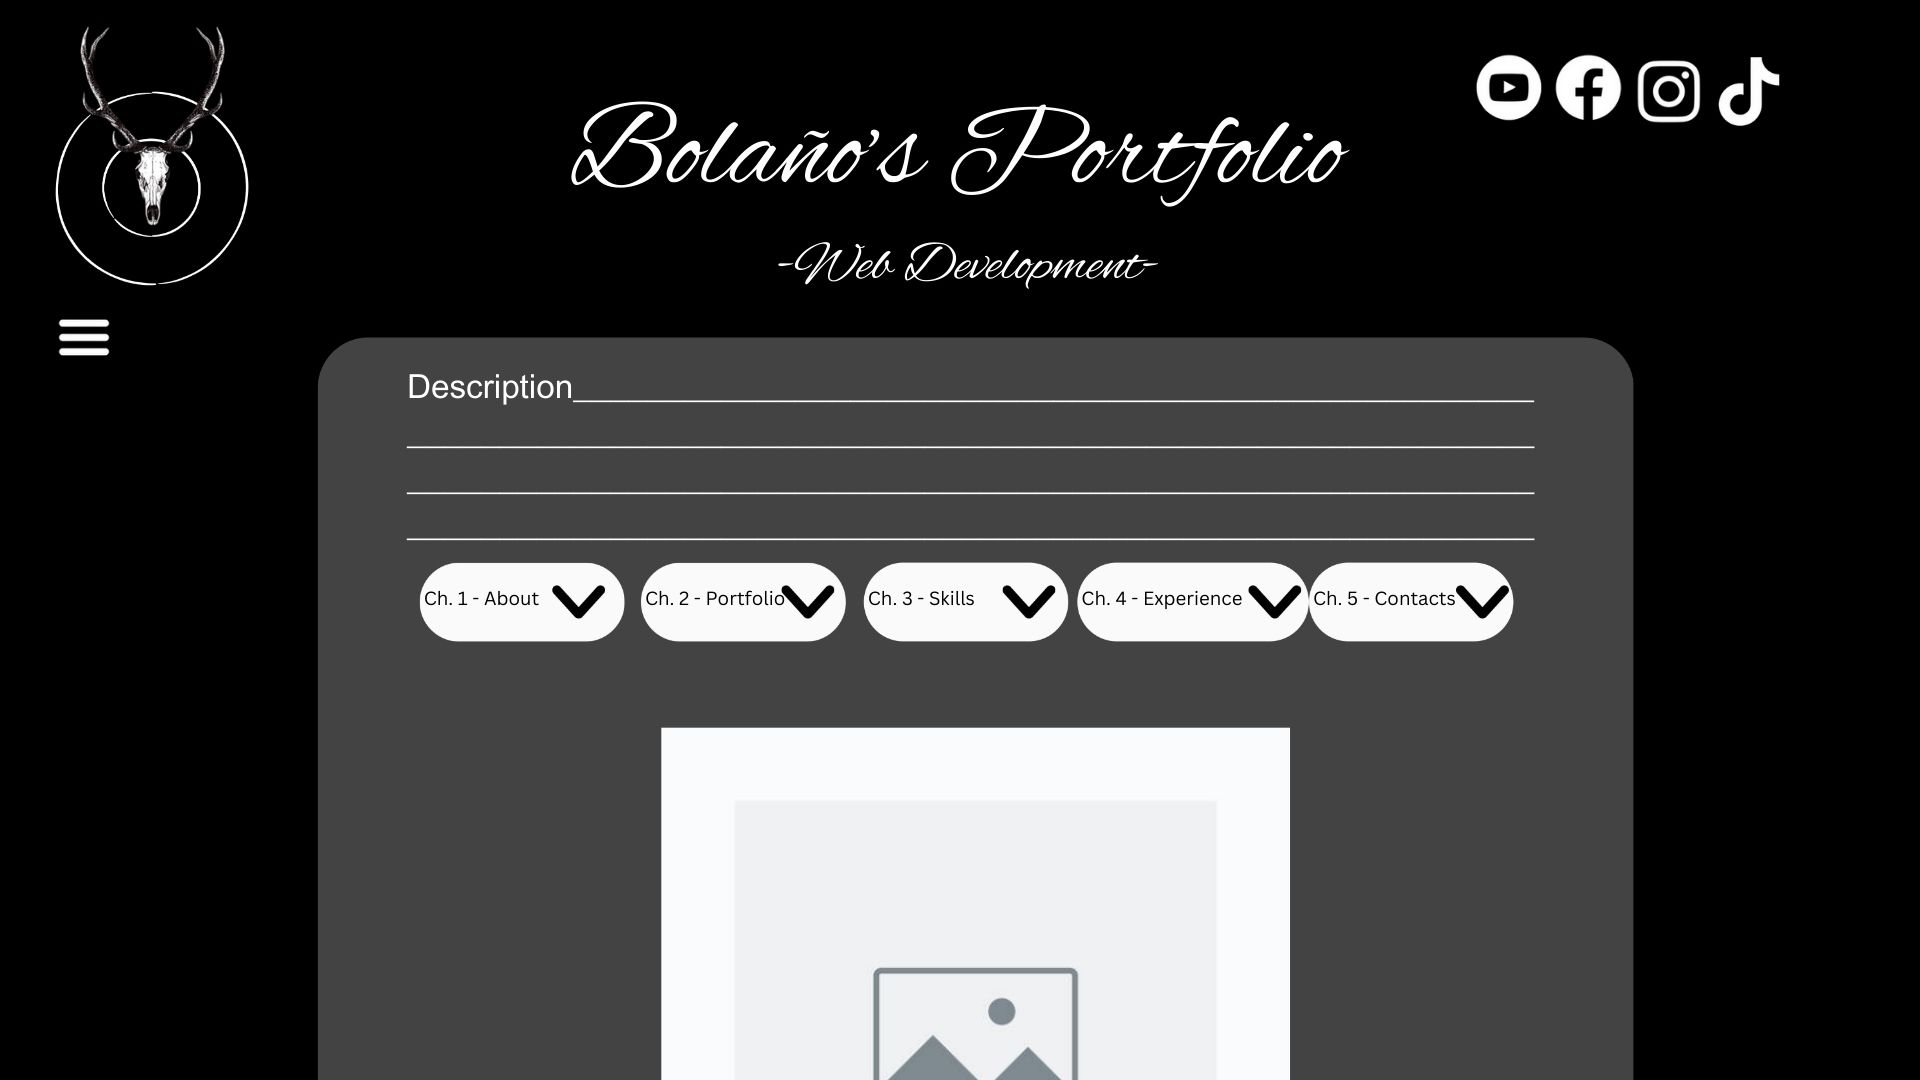 Bolaño's Portfolio
-Web Development-
Description
Ch. 1 - About
Ch. 2 - Portfolio
Ch. 3 - Skills
Ch. 4 - Experience
Ch. 5 - Contacts